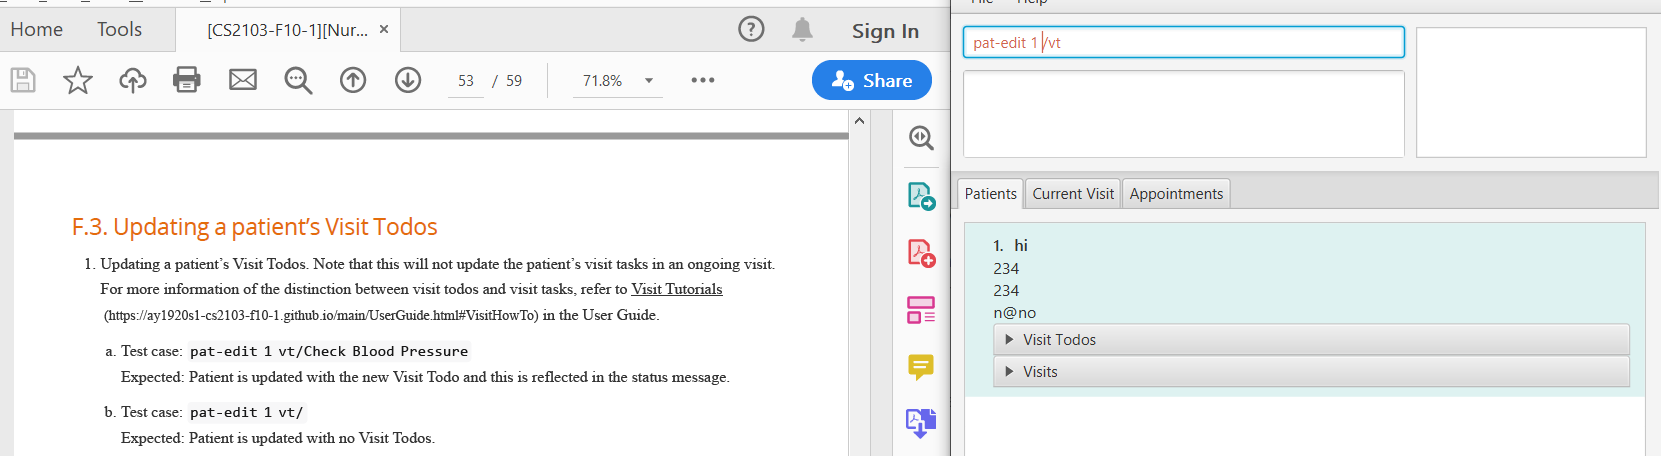 Home Tools [CS2103-F10-1][Nur... × Sign In
53 / 59 71.8% Share
F.3. Updating a patient’s Visit Todos
1. Updating a patient’s Visit Todos. Note that this will not update the patient’s visit tasks in an ongoing visit.
For more information of the distinction between visit todos and visit tasks, refer to Visit Tutorials
(https://ay1920s1-cs2103-f10-1.github.io/main/UserGuide.html#VisitHowTo) in the User Guide.
a. Test case: pat-edit 1 vt/Check Blood Pressure
Expected: Patient is updated with the new Visit Todo and this is reflected in the status message.
b. Test case: pat-edit 1 vt/
Expected: Patient is updated with no Visit Todos.
File Help
pat-edit 1 /vt
Patients Current Visit Appointments
1. hi
234
234
n@no
Visit Todos
Visits